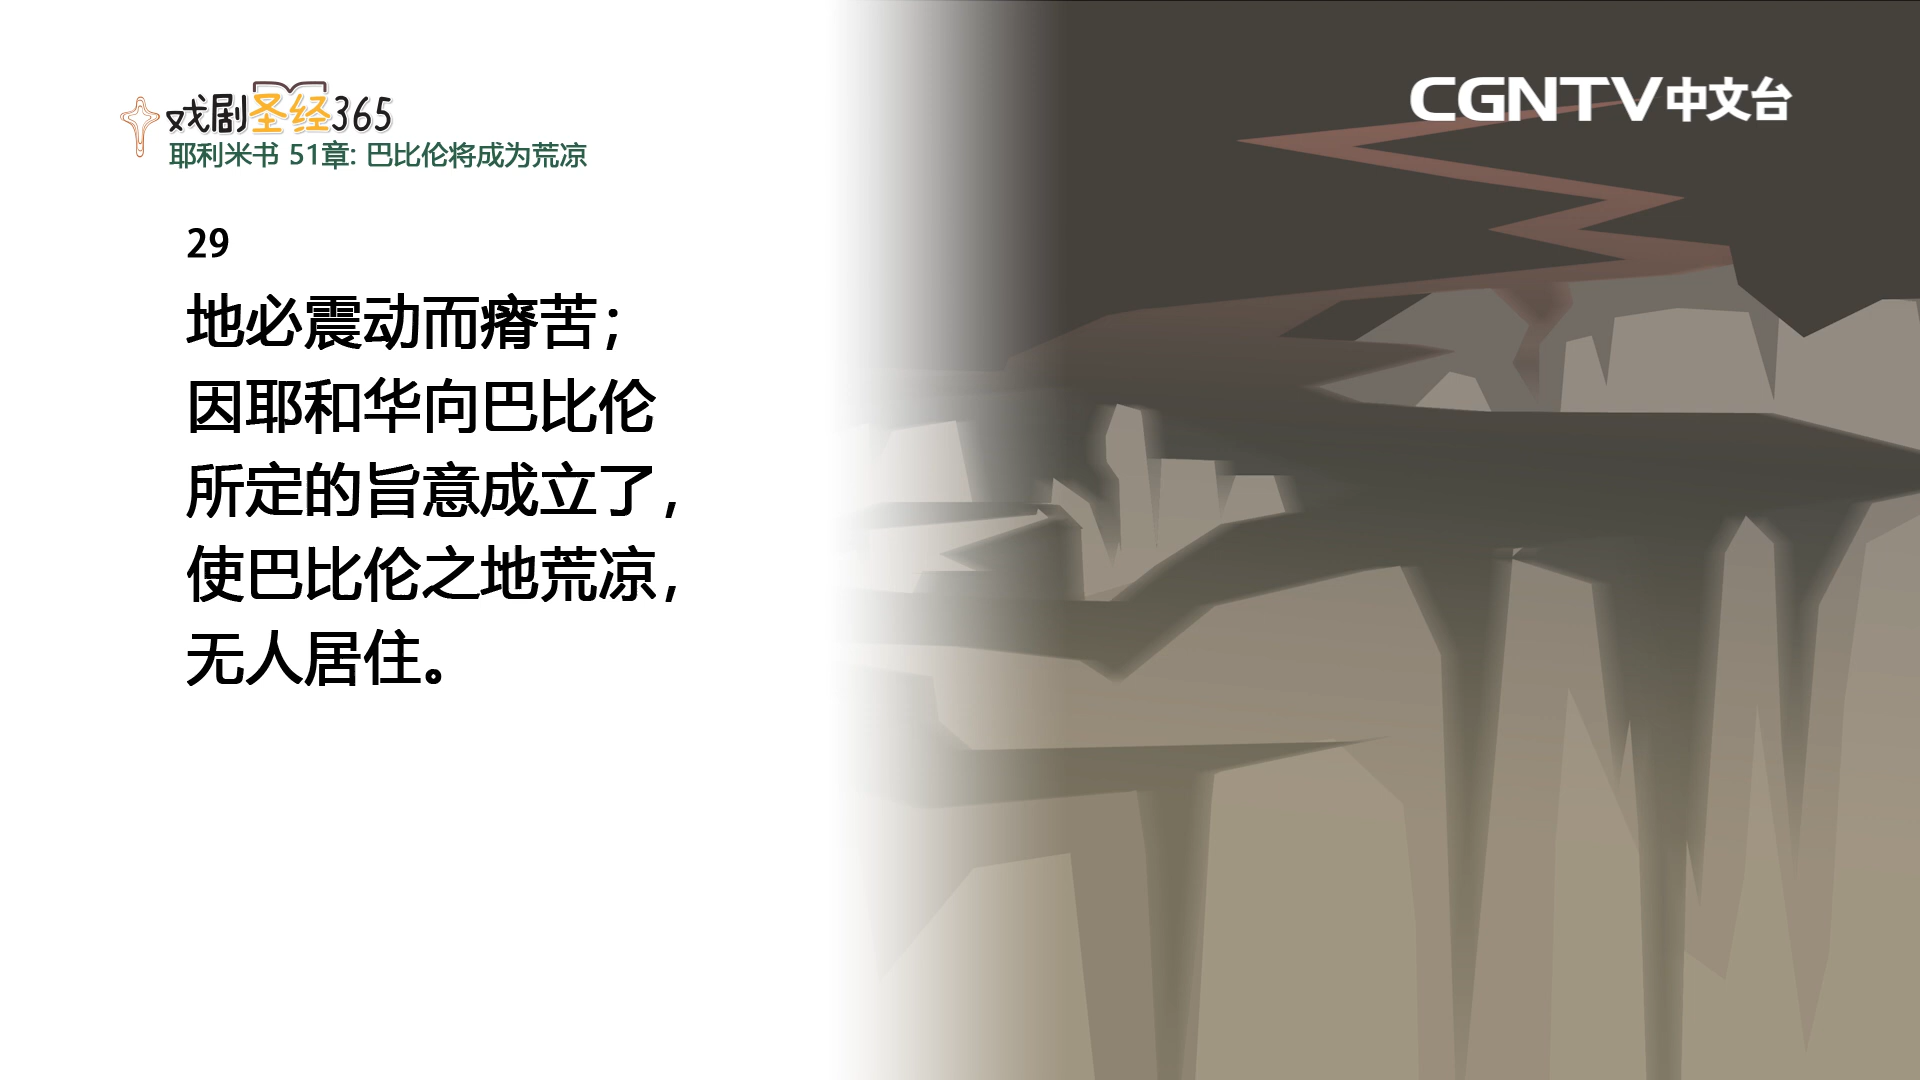 戏剧圣经365
CGNTV中文台
耶利米书 51章: 巴比伦将成为荒凉
29
地必震动而瘠苦；
因耶和华向巴比伦
所定的旨意成立了，
使巴比伦之地荒凉，
无人居住。